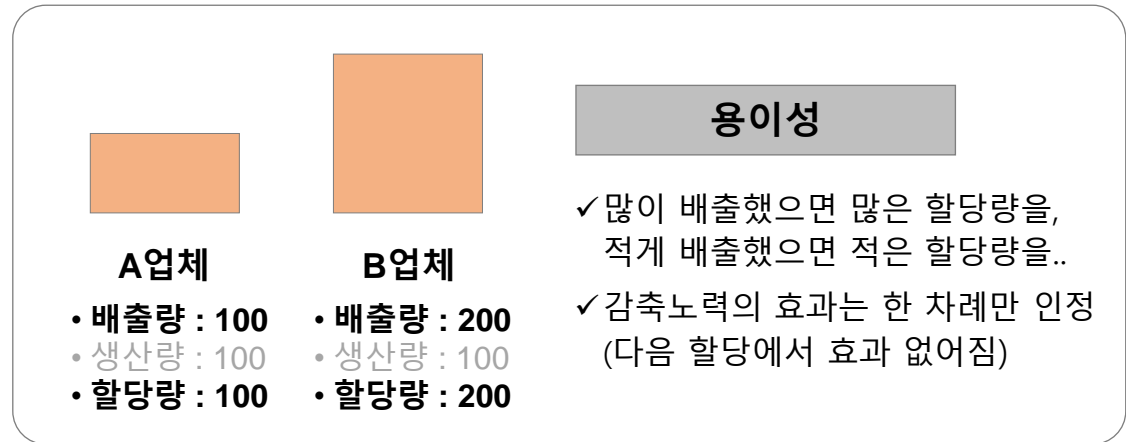 A업체
• 배출량 : 100
• 생산량 : 100
• 할당량 : 100
B업체
• 배출량 : 200
• 생산량 : 100
• 할당량 : 200
용이성
✓많이 배출했으면 많은 할당량을,
적게 배출했으면 적은 할당량을..
✓감축노력의 효과는 한 차례만 인정
(다음 할당에서 효과 없어짐)